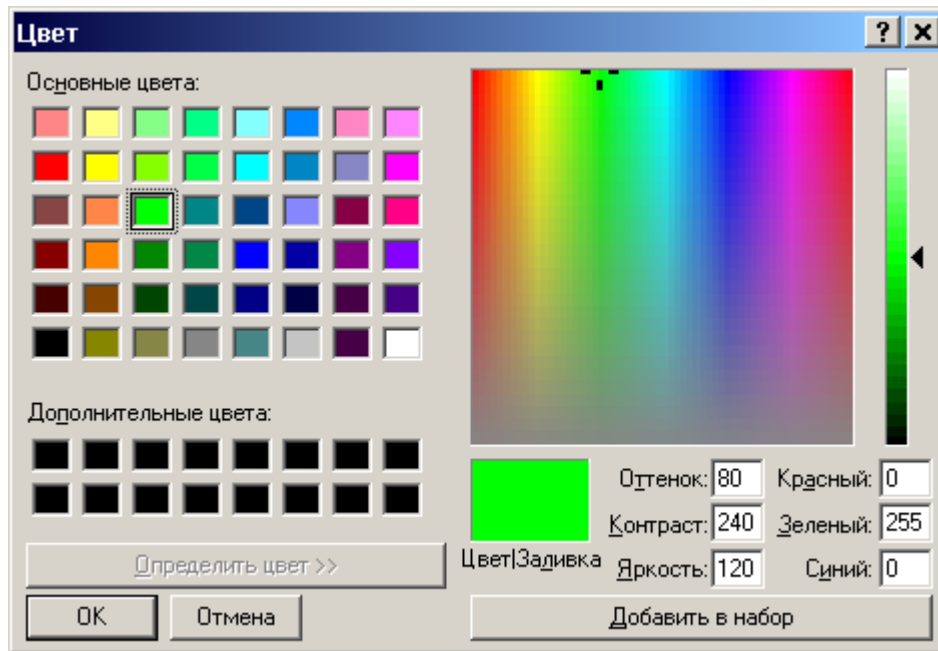 Цвет
Основные цвета:
Дополнительные цвета:
Определить цвет >>
OK Отмена
Цвет|Заливка
Оттенок: 80 Красный: 0
Контраст: 240 Зеленый: 255
Яркость: 120 Синий: 0
Добавить в набор